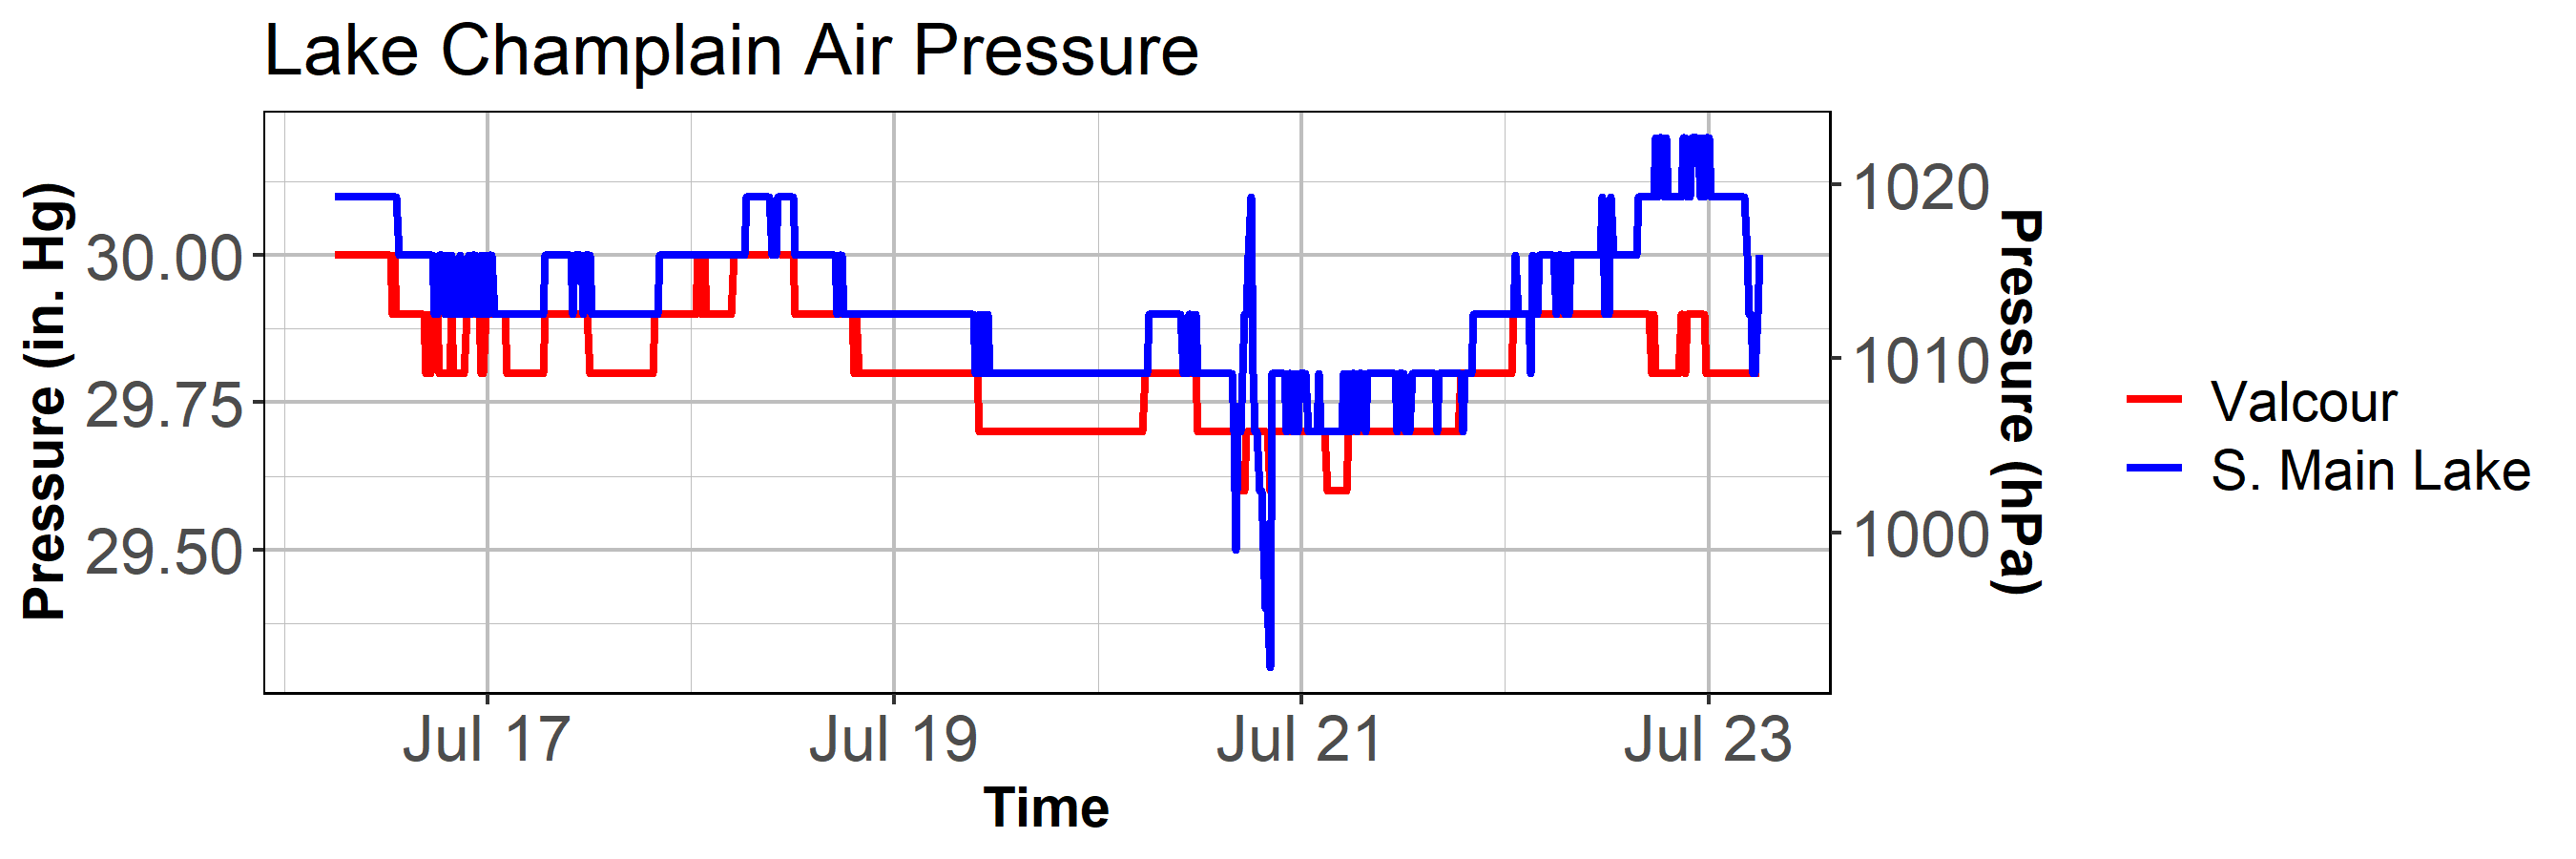 Lake Champlain Air Pressure
Pressure (in. Hg)
30.00
29.75
29.50
1020
1010
1000
Pressure (hPa)
Jul 17
Jul 19
Jul 21
Jul 23
Time
Valcour
S. Main Lake